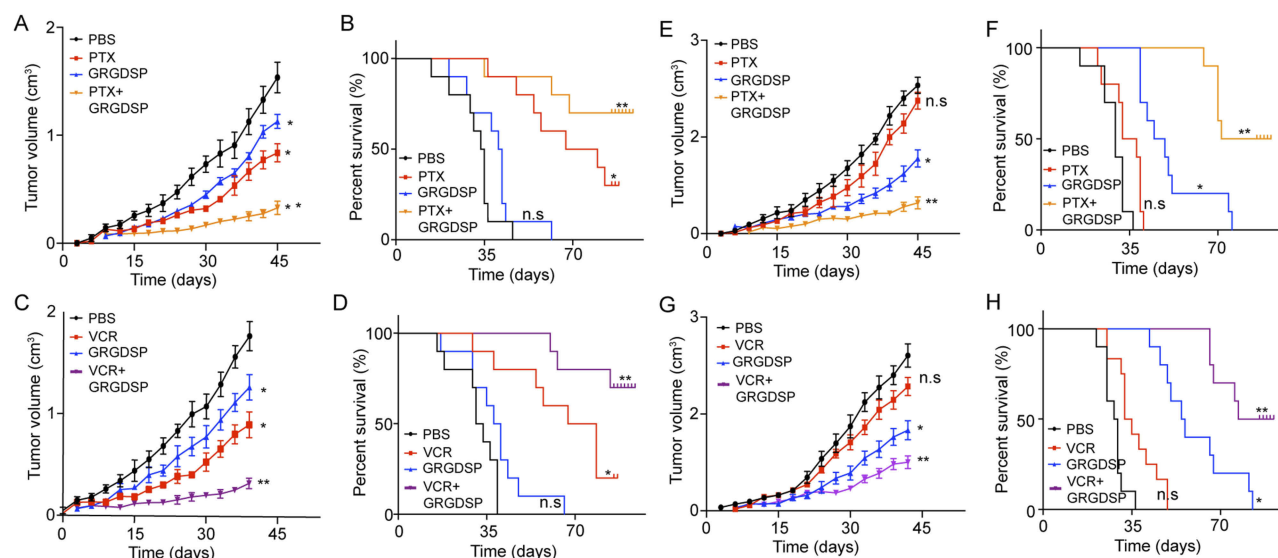 A
Tumor volume (cm³)
2
1
0
PBS
PTX
GRGDSP
PTX+
GRGDSP
*
*
* *
0 15 30 45
Time (days)
B
Percent survival (%)
100
50
0
PBS
PTX
GRGDSP
PTX+
GRGDSP
**
*
n.s
0 35 70
Time (days)
E
Tumor volume (cm³)
3
2
0
PBS
PTX
GRGDSP
PTX+
GRGDSP
n.s
*
**
0 15 30 45
Time (days)
F
Percent survival (%)
100
50
0
PBS
PTX
GRGDSP
PTX+
GRGDSP
**
*
n.s
0 35 70
Time (days)
C
Tumor volume (cm³)
2
1
0
PBS
VCR
GRGDSP
VCR+
GRGDSP
*
*
**
0 15 30 45
Time (days)
D
Percent survival (%)
100
50
0
PBS
VCR
GRGDSP
VCR+
GRGDSP
**
*
n.s
0 35 70
Time (days)
G
Tumor volume (cm³)
3
2
0
PBS
VCR
GRGDSP
VCR+
GRGDSP
n.s
*
**
0 15 30 45
Time (days)
H
Percent survival (%)
100
50
0
PBS
VCR
GRGDSP
VCR+
GRGDSP
**
*
n.s
0 35 70
Time (days)